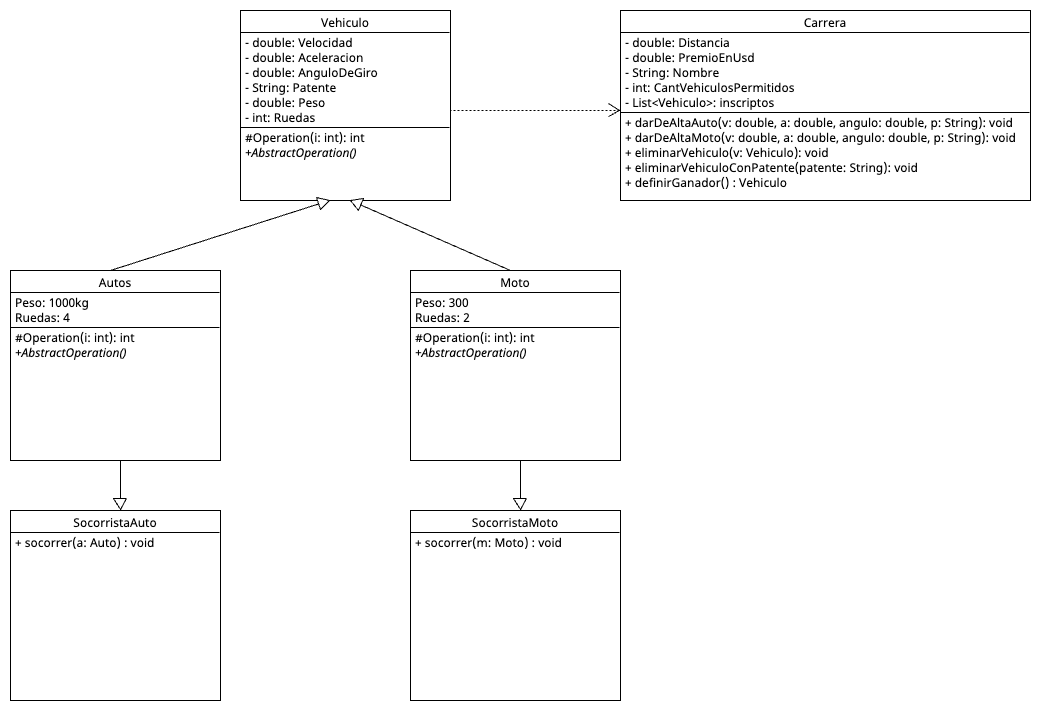 Vehiculo
- double: Velocidad
- double: Aceleracion
- double: AnguloDeGiro
- String: Patente
- double: Peso
- int: Ruedas
#Operation(i: int): int
+AbstractOperation()
Carrera
- double: Distancia
- double: PremioEnUsd
- String: Nombre
- int: CantVehiculosPermitidos
- List<Vehiculo>: inscriptos
+ darDeAltaAuto(v: double, a: double, angulo: double, p: String): void
+ darDeAltaMoto(v: double, a: double, angulo: double, p: String): void
+ eliminarVehiculo(v: Vehiculo): void
+ eliminarVehiculoConPatente(patente: String): void
+ definirGanador() : Vehiculo
Autos
Peso: 1000kg
Ruedas: 4
#Operation(i: int): int
+AbstractOperation()
Moto
Peso: 300
Ruedas: 2
#Operation(i: int): int
+AbstractOperation()
SocorristaAuto
+ socorrer(a: Auto) : void
SocorristaMoto
+ socorrer(m: Moto) : void